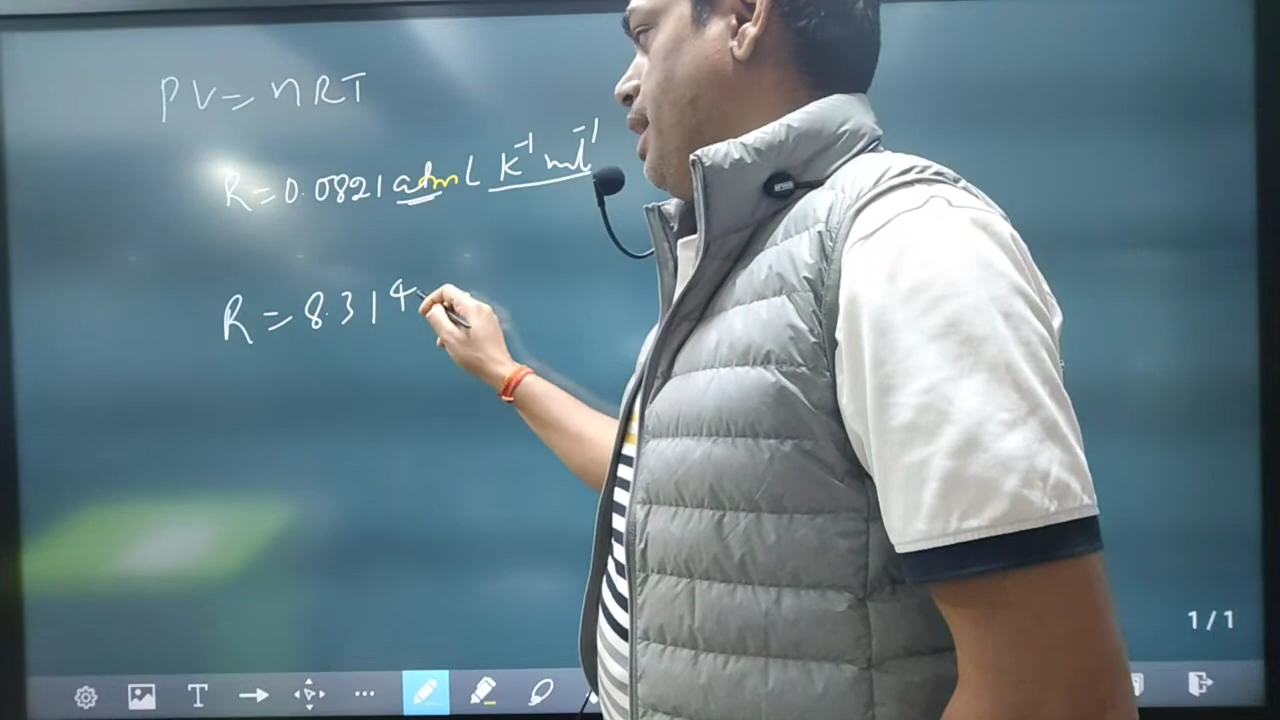 PV = nRT
R = 0.0821 atm L K⁻¹ mol⁻¹
R = 8.314
1/1
T